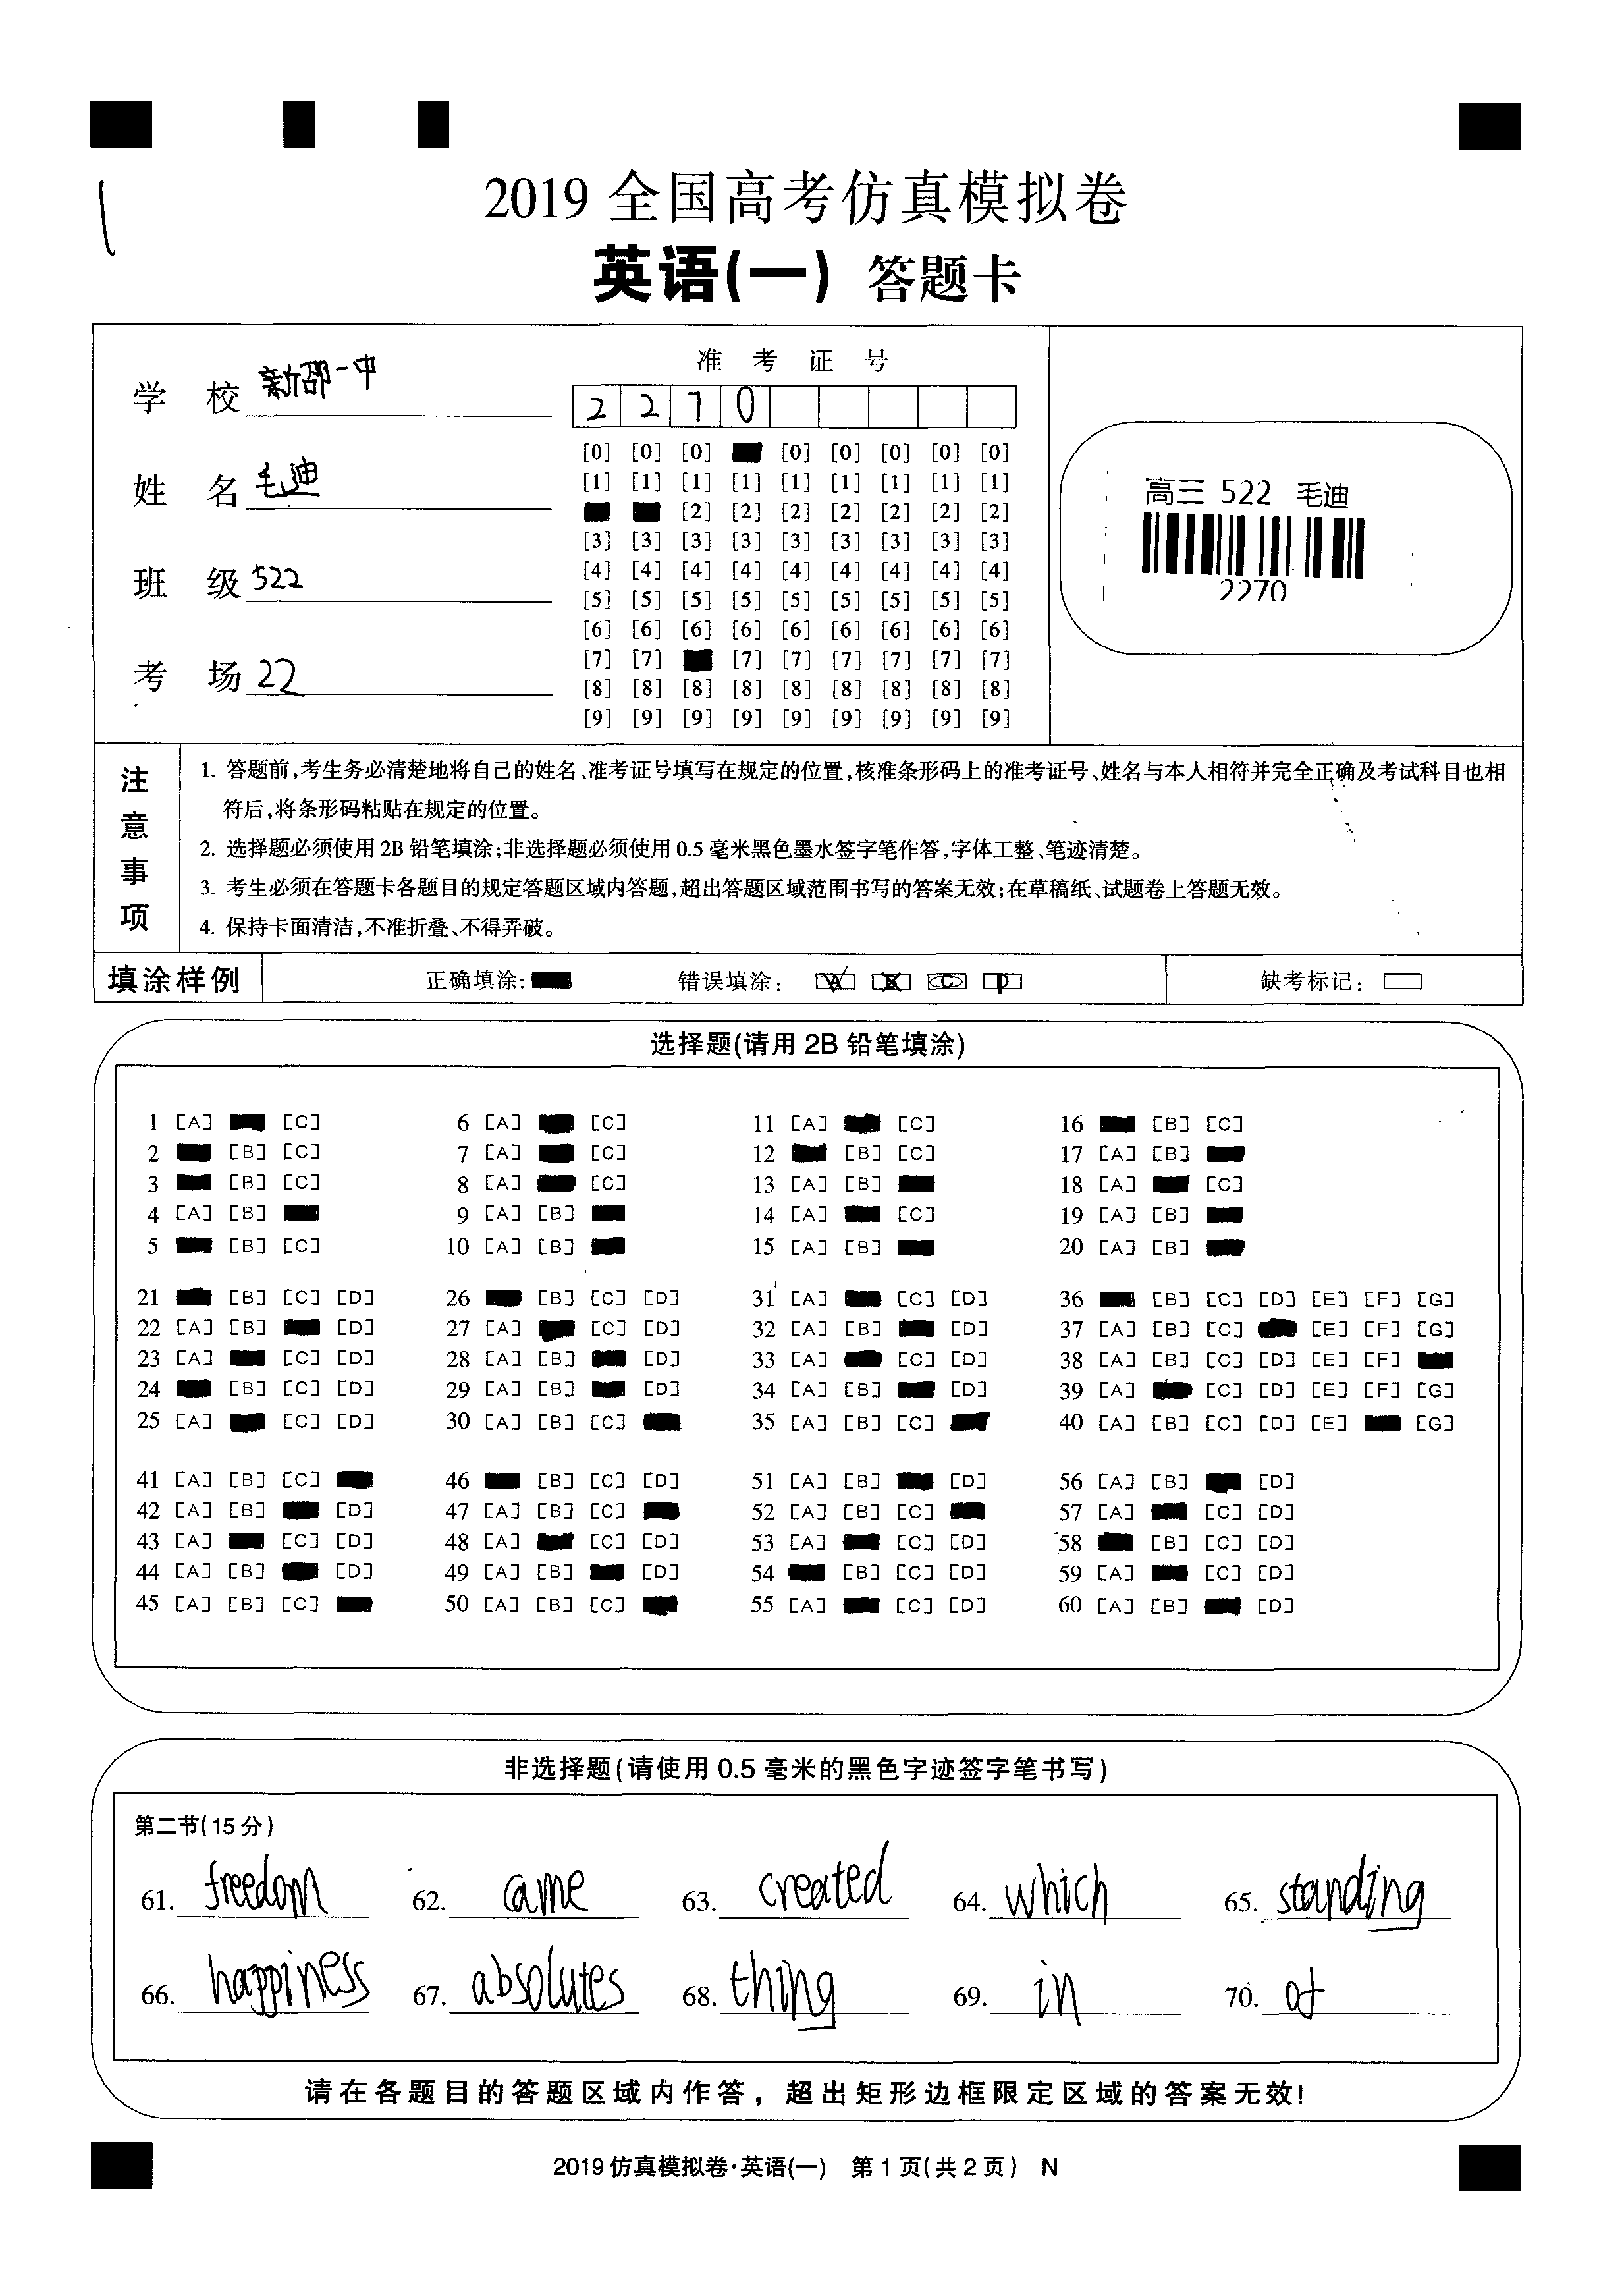 2019 全国高考仿真模拟卷
英语(一) 答题卡
学 校 新邵一中
姓 名 毛迪
班 级 522
考 场 22
准 考 证 号
2 2 7 0
[0] [0] [0] [0] [0] [0] [0] [0]
[1] [1] [1] [1] [1] [1] [1] [1] [1]
[2] [2] [2] [2] [2] [2] [2]
[3] [3] [3] [3] [3] [3] [3] [3] [3]
[4] [4] [4] [4] [4] [4] [4] [4] [4]
[5] [5] [5] [5] [5] [5] [5] [5] [5]
[6] [6] [6] [6] [6] [6] [6] [6] [6]
[7] [7] [7] [7] [7] [7] [7] [7]
[8] [8] [8] [8] [8] [8] [8] [8] [8]
[9] [9] [9] [9] [9] [9] [9] [9] [9]
高三 522 毛迪
2270
注意事项
1. 答题前,考生务必清楚地将自己的姓名、准考证号填写在规定的位置,核准条形码上的准考证号、姓名与本人相符并完全正确及考试科目也相
符后,将条形码粘贴在规定的位置。
2. 选择题必须使用 2B 铅笔填涂;非选择题必须使用 0.5 毫米黑色墨水签字笔作答,字体工整、笔迹清楚。
3. 考生必须在答题卡各题目的规定答题区域内答题,超出答题区域范围书写的答案无效;在草稿纸、试题卷上答题无效。
4. 保持卡面清洁,不准折叠、不得弄破。
填涂样例 正确填涂: 错误填涂: A B C D 缺考标记:
选择题(请用 2B 铅笔填涂)
1 [A] [C] 6 [A] [C] 11 [A] [C] 16 [B] [C]
2 [B] [C] 7 [A] [C] 12 [B] [C] 17 [A] [B]
3 [B] [C] 8 [A] [C] 13 [A] [B] 18 [A] [C]
4 [A] [B] 9 [A] [B] 14 [A] [C] 19 [A] [B]
5 [B] [C] 10 [A] [B] 15 [A] [B] 20 [A] [B]
21 [B] [C] [D] 26 [B] [C] [D] 31 [A] [C] [D] 36 [B] [C] [D] [E] [F] [G]
22 [A] [B] [D] 27 [A] [C] [D] 32 [A] [B] [D] 37 [A] [B] [C] [E] [F] [G]
23 [A] [C] [D] 28 [A] [B] [D] 33 [A] [C] [D] 38 [A] [B] [C] [D] [E] [F]
24 [B] [C] [D] 29 [A] [B] [D] 34 [A] [B] [D] 39 [A] [C] [D] [E] [F] [G]
25 [A] [C] [D] 30 [A] [B] [C] 35 [A] [B] [C] 40 [A] [B] [C] [D] [E] [G]
41 [A] [B] [C] 46 [B] [C] [D] 51 [A] [B] [D] 56 [A] [B] [D]
42 [A] [B] [D] 47 [A] [B] [C] 52 [A] [B] [C] 57 [A] [C] [D]
43 [A] [C] [D] 48 [A] [C] [D] 53 [A] [C] [D] 58 [B] [C] [D]
44 [A] [B] [D] 49 [A] [B] [D] 54 [B] [C] [D] 59 [A] [C] [D]
45 [A] [B] [C] 50 [A] [B] [C] 55 [A] [C] [D] 60 [A] [B] [D]
非选择题(请使用 0.5 毫米的黑色字迹签字笔书写)
第二节(15 分)
61. freedom 62. came 63. created 64. which 65. standing
66. happiness 67. absolutes 68. thing 69. in 70. of
请在各题目的答题区域内作答，超出矩形边框限定区域的答案无效!
2019 仿真模拟卷·英语(一) 第 1 页(共 2 页) N